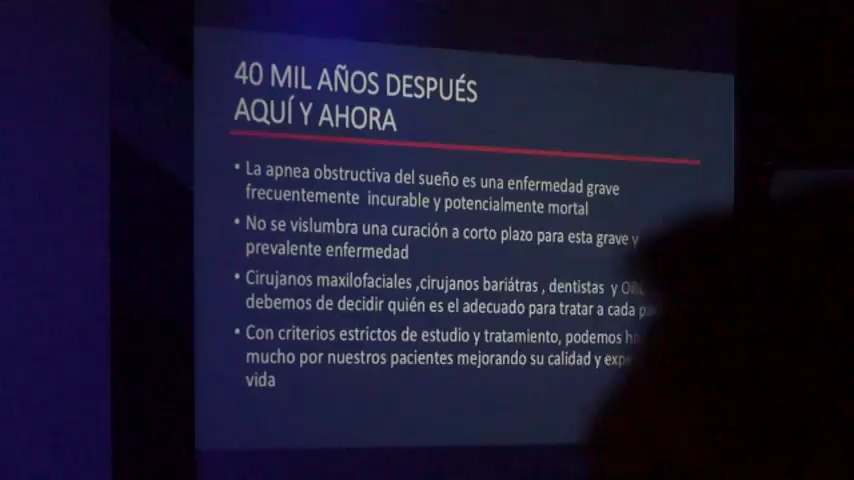 40 MIL AÑOS DESPUÉS
AQUÍ Y AHORA
• La apnea obstructiva del sueño es una enfermedad grave
frecuentemente incurable y potencialmente mortal
• No se vislumbra una curación a corto plazo para esta grave y
prevalente enfermedad
• Cirujanos maxilofaciales ,cirujanos bariátras , dentistas y
debemos de decidir quién es el adecuado para tratar a cada
• Con criterios estrictos de estudio y tratamiento, podemos
mucho por nuestros pacientes mejorando su calidad y
vida